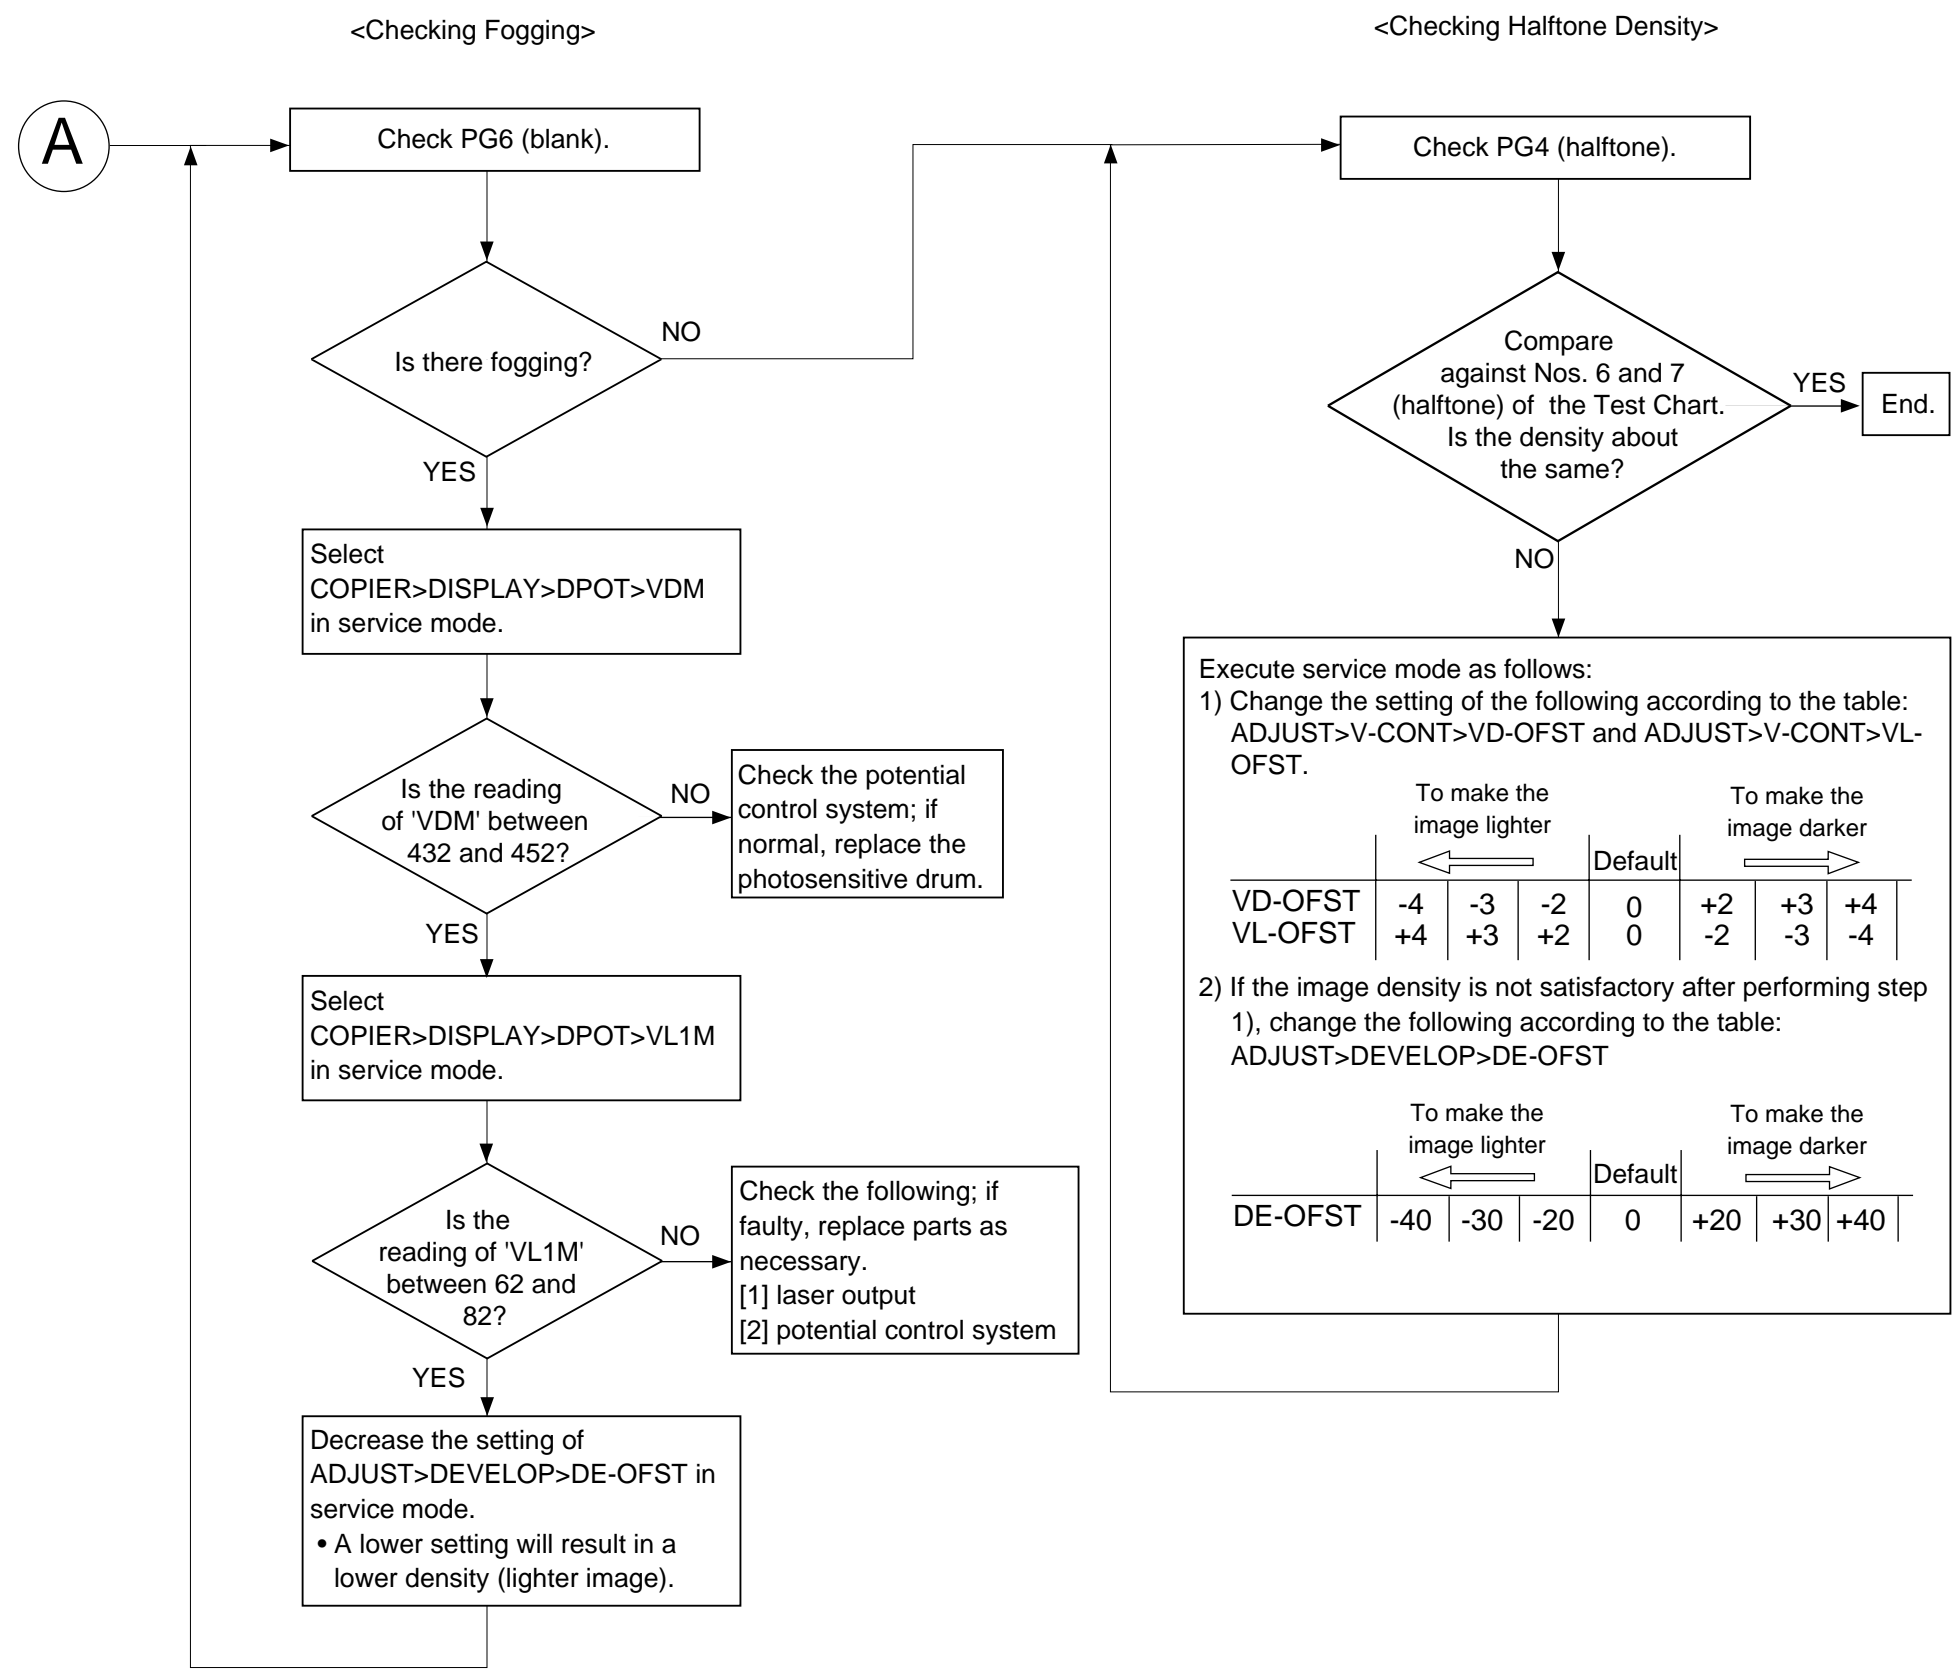 <Checking Fogging>
A
Check PG6 (blank).
Is there fogging?
NO
YES
Select
COPIER>DISPLAY>DPOT>VDM
in service mode.
Is the reading
of 'VDM' between
432 and 452?
NO
Check the potential
control system; if
normal, replace the
photosensitive drum.
YES
Select
COPIER>DISPLAY>DPOT>VL1M
in service mode.
Is the
reading of 'VL1M'
between 62 and
82?
NO
Check the following; if
faulty, replace parts as
necessary.
[1] laser output
[2] potential control system
YES
Decrease the setting of
ADJUST>DEVELOP>DE-OFST in
service mode.
• A lower setting will result in a
lower density (lighter image).
<Checking Halftone Density>
Check PG4 (halftone).
Compare
against Nos. 6 and 7
(halftone) of the Test Chart.
Is the density about
the same?
YES
End.
NO
Execute service mode as follows:
1) Change the setting of the following according to the table:
ADJUST>V-CONT>VD-OFST and ADJUST>V-CONT>VL-
OFST.
To make the
image lighter
Default
To make the
image darker
VD-OFST -4 -3 -2 0 +2 +3 +4
VL-OFST +4 +3 +2 0 -2 -3 -4
2) If the image density is not satisfactory after performing step
1), change the following according to the table:
ADJUST>DEVELOP>DE-OFST
To make the
image lighter
Default
To make the
image darker
DE-OFST -40 -30 -20 0 +20 +30 +40